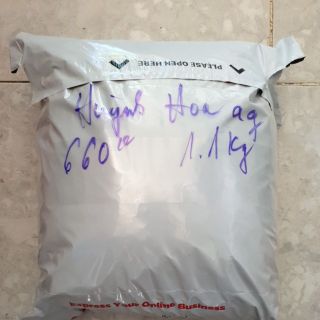 PLEASE OPEN HERE
Huỳnh Hoa ag
660
1.1 Kg
Express Your Online Business